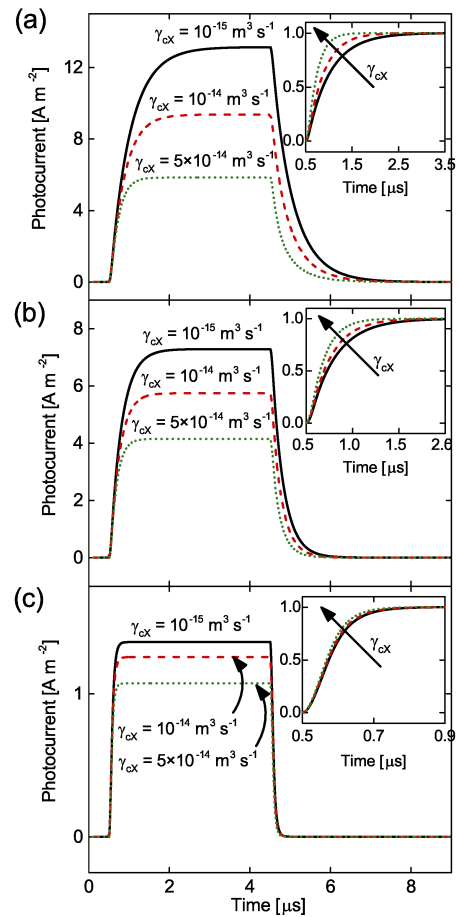 (a)
γcX = 10-15 m3 s-1
γcX = 10-14 m3 s-1
γcX = 5×10-14 m3 s-1
Photocurrent [A m-2]
12
9
6
3
0
1.0
0.5
0.0
γcX
0.5 1.5 2.5 3.5
Time [μs]
(b)
γcX = 10-15 m3 s-1
γcX = 10-14 m3 s-1
γcX = 5×10-14 m3 s-1
Photocurrent [A m-2]
8
6
4
2
0
1.0
0.5
0.0
γcX
0.5 1.0 1.5 2.0
Time [μs]
(c)
γcX = 10-15 m3 s-1
γcX = 10-14 m3 s-1
γcX = 5×10-14 m3 s-1
Photocurrent [A m-2]
1
0
1.0
0.5
0.0
γcX
0.5 0.7 0.9
Time [μs]
0 2 4 6 8
Time [μs]